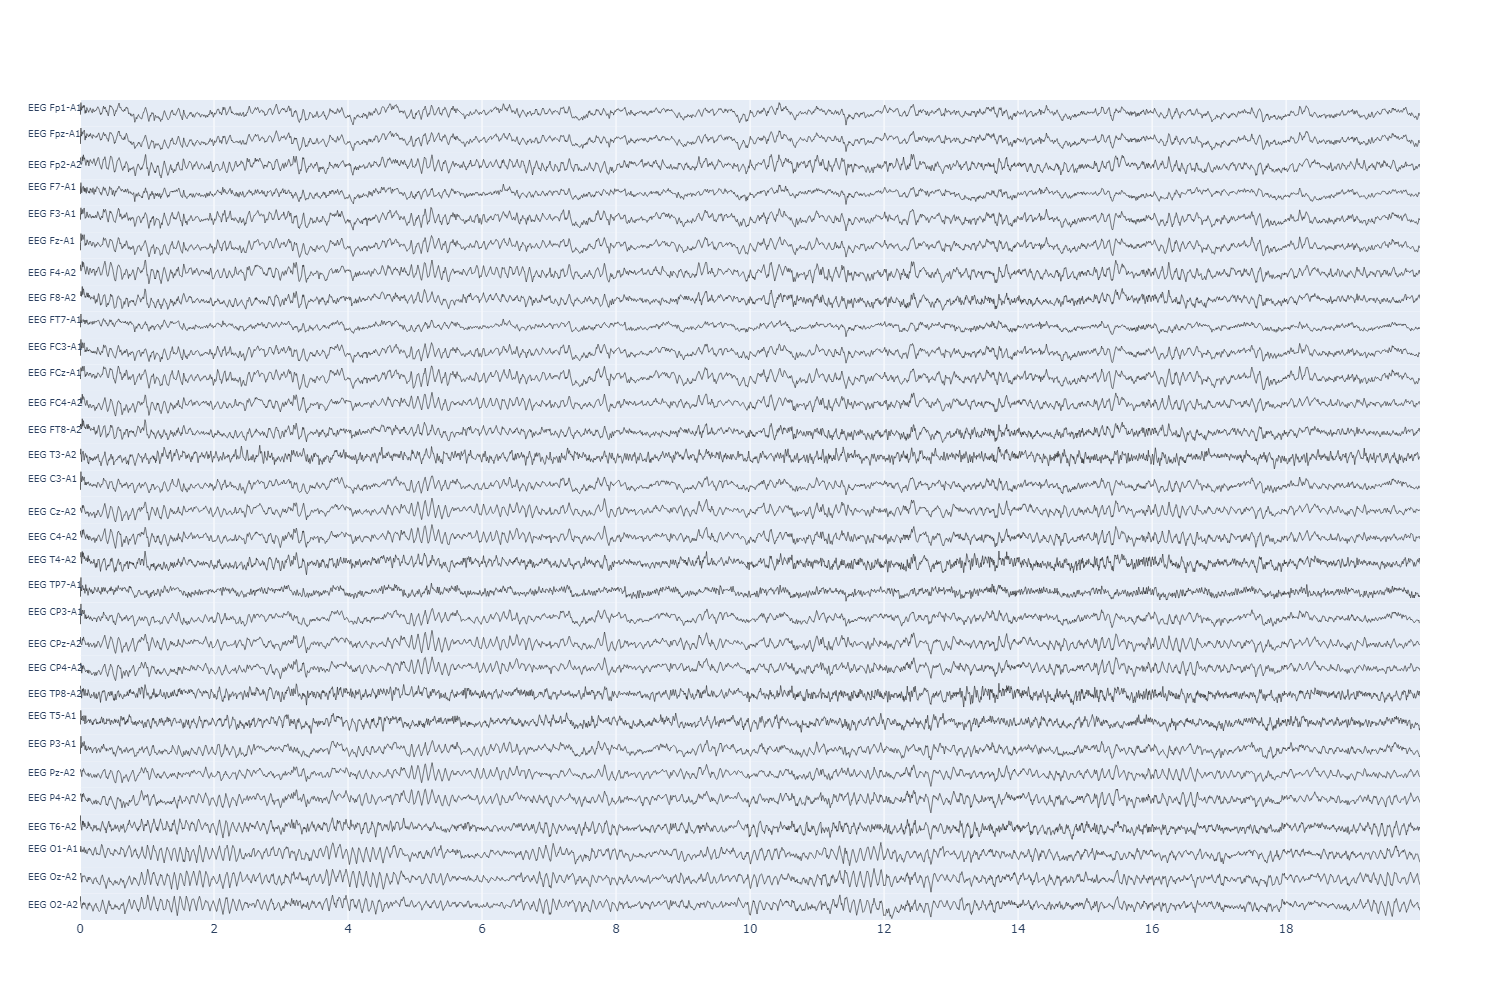 EEG Fp1-A1
EEG Fpz-A1
EEG Fp2-A2
EEG F7-A1
EEG F3-A1
EEG Fz-A1
EEG F4-A2
EEG F8-A2
EEG FT7-A1
EEG FC3-A1
EEG FCz-A1
EEG FC4-A2
EEG FT8-A2
EEG T3-A2
EEG C3-A1
EEG Cz-A2
EEG C4-A2
EEG T4-A2
EEG TP7-A1
EEG CP3-A1
EEG CPz-A2
EEG CP4-A2
EEG TP8-A2
EEG T5-A1
EEG P3-A1
EEG Pz-A2
EEG P4-A2
EEG T6-A2
EEG O1-A1
EEG Oz-A2
EEG O2-A2
0 2 4 6 8 10 12 14 16 18